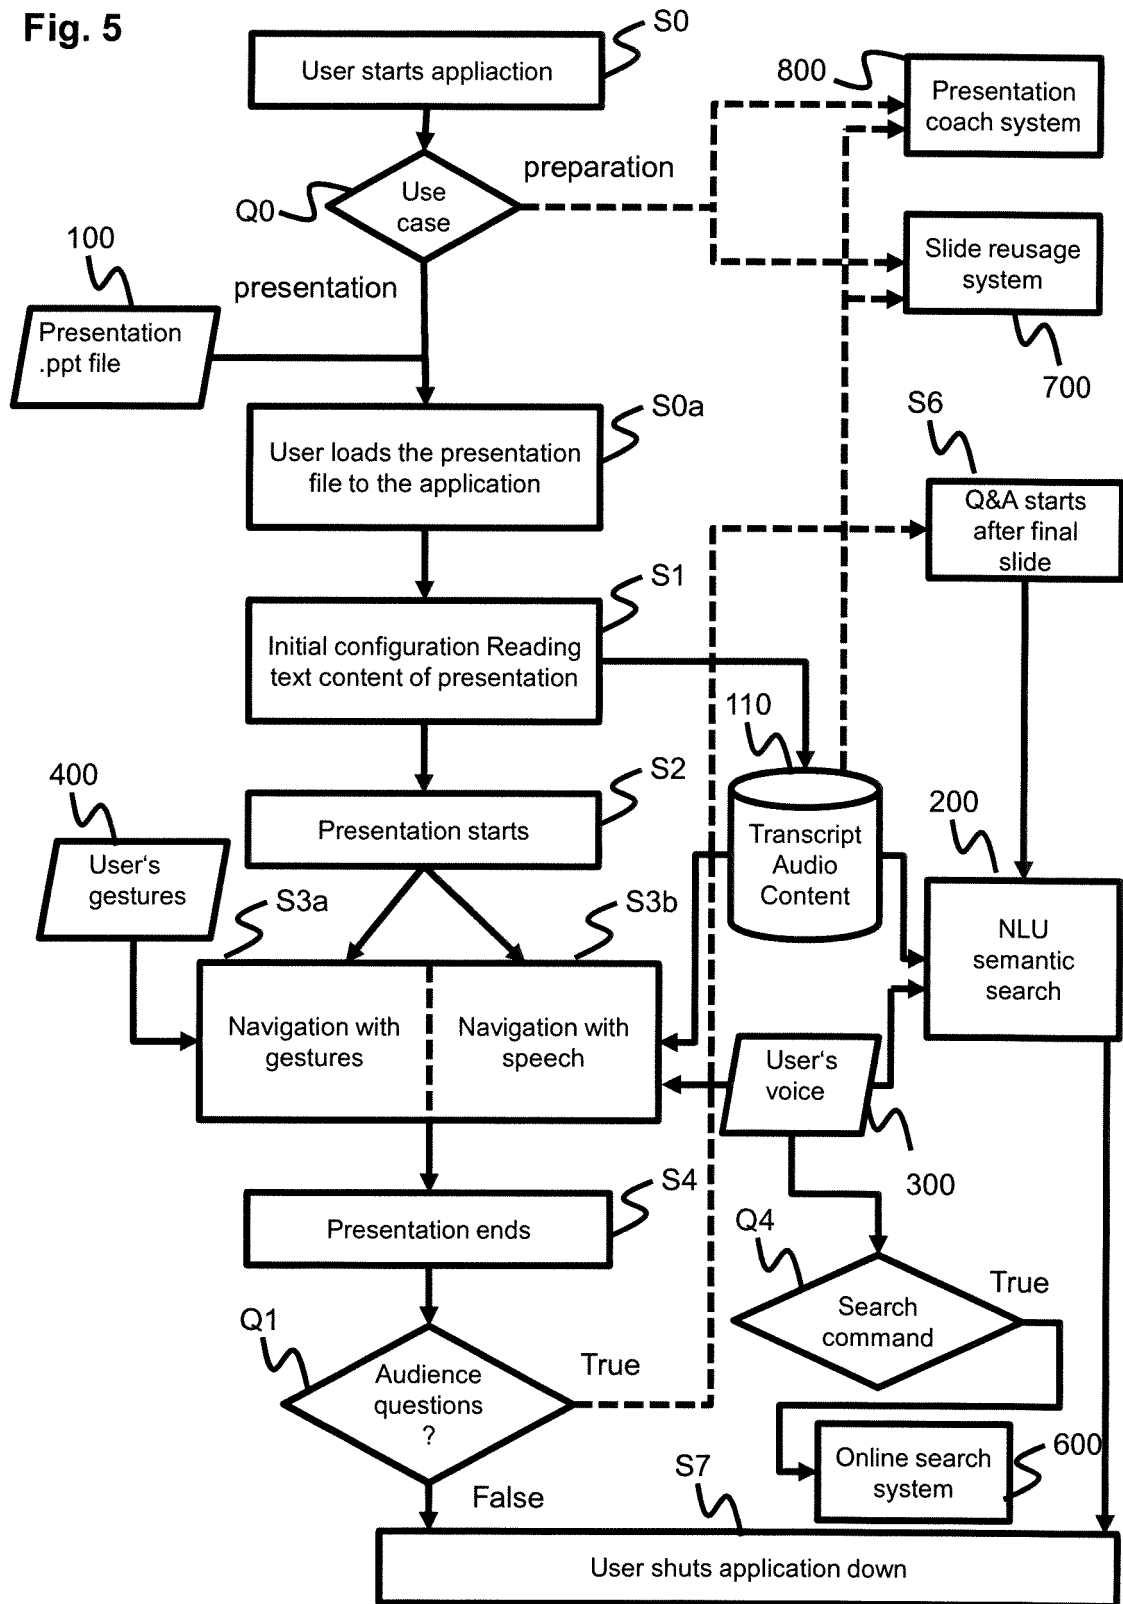 Fig. 5
S0
User starts appliaction
800
Presentation
coach system
preparation
Q0
Use
case
100
Slide reusage
system
presentation
Presentation
.ppt file
700
S0a
S6
User loads the presentation
file to the application
Q&A starts
after final
slide
S1
Initial configuration Reading
text content of presentation
110
S2
400
Presentation starts
200
Transcript
Audio
Content
User's
gestures
S3a
S3b
NLU
semantic
search
Navigation with
gestures
Navigation with
speech
User's
voice
S4
300
Presentation ends
Q4
True
Search
command
Q1
True
Audience
questions
?
600
Online search
system
S7
False
User shuts application down